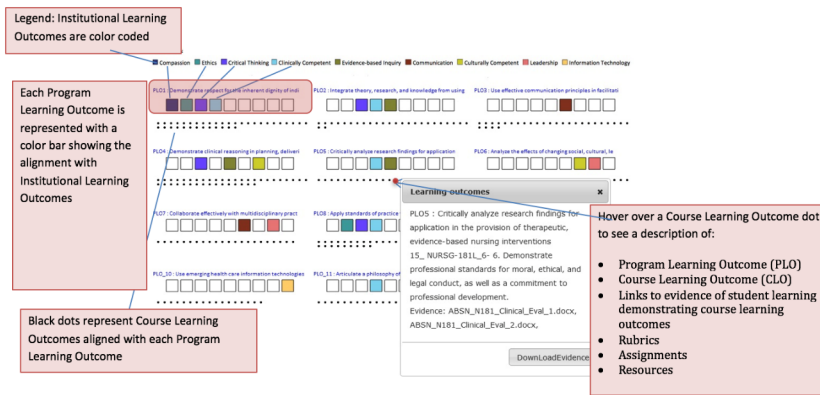 Legend: Institutional Learning
Outcomes are color coded
Compassion Ethics Critical Thinking Clinically Competent Evidence-based Inquiry Communication Culturally Competent Leadership Information Technology
Each Program
Learning Outcome is
represented with a
color bar showing the
alignment with
Institutional Learning
Outcomes
PLO1 : Demonstrate respect for the inherent dignity of indi
PLO2 : Integrate theory, research, and knowledge from using
PLO3 : Use effective communication principles in facilitati
PLO4 : Demonstrate clinical reasoning in planning, deliveri
PLO5 : Critically analyze research findings for application
PLO6 : Analyze the effects of changing social, cultural, le
PLO7 : Collaborate effectively with multidisciplinary pract
PLO8 : Apply standards of practice
PLO_10 : Use emerging health care information technologies
PLO_11 : Articulate a philosophy of
Learning outcomes x
PLO5 : Critically analyze research findings for
application in the provision of therapeutic,
evidence-based nursing interventions
15_ NURSG-181L_6- 6. Demonstrate
professional standards for moral, ethical, and
legal conduct, as well as a commitment to
professional development.
Evidence: ABSN_N181_Clinical_Eval_1.docx,
ABSN_N181_Clinical_Eval_2.docx,
DownLoadEvidence
Hover over a Course Learning Outcome dot
to see a description of:
• Program Learning Outcome (PLO)
• Course Learning Outcome (CLO)
• Links to evidence of student learning
demonstrating course learning
outcomes
• Rubrics
• Assignments
• Resources
Black dots represent Course Learning
Outcomes aligned with each Program
Learning Outcome